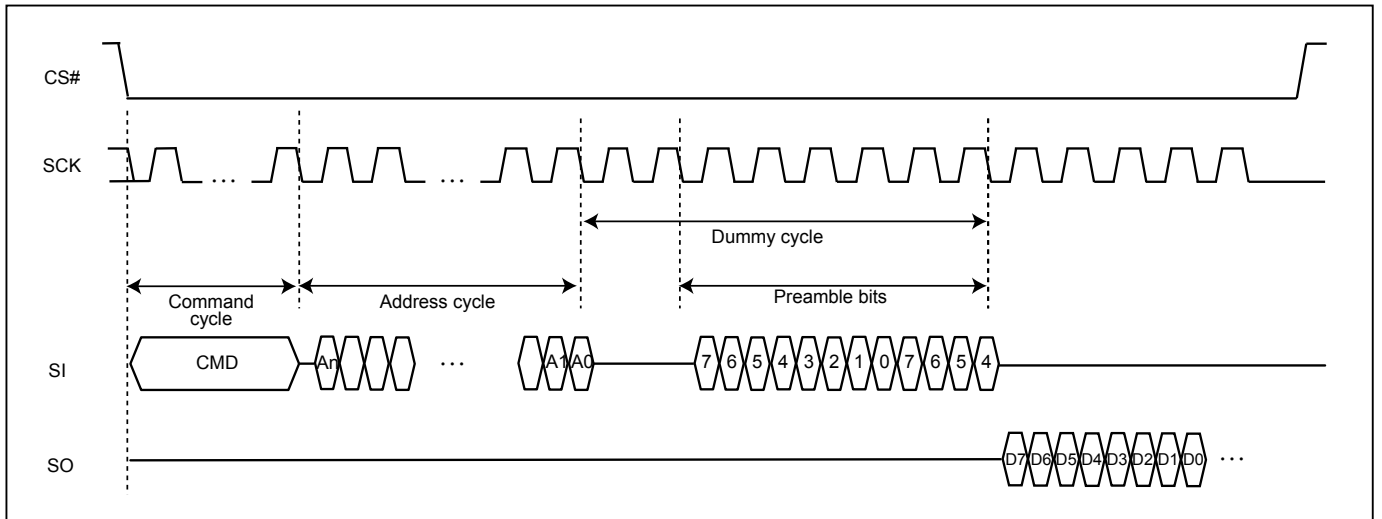 CS#
SCK
...
...
Dummy cycle
Command
cycle
Address cycle
Preamble bits
SI
CMD
An
...
A1
A0
7
6
5
4
3
2
1
0
7
6
5
4
SO
D7
D6
D5
D4
D3
D2
D1
D0
...